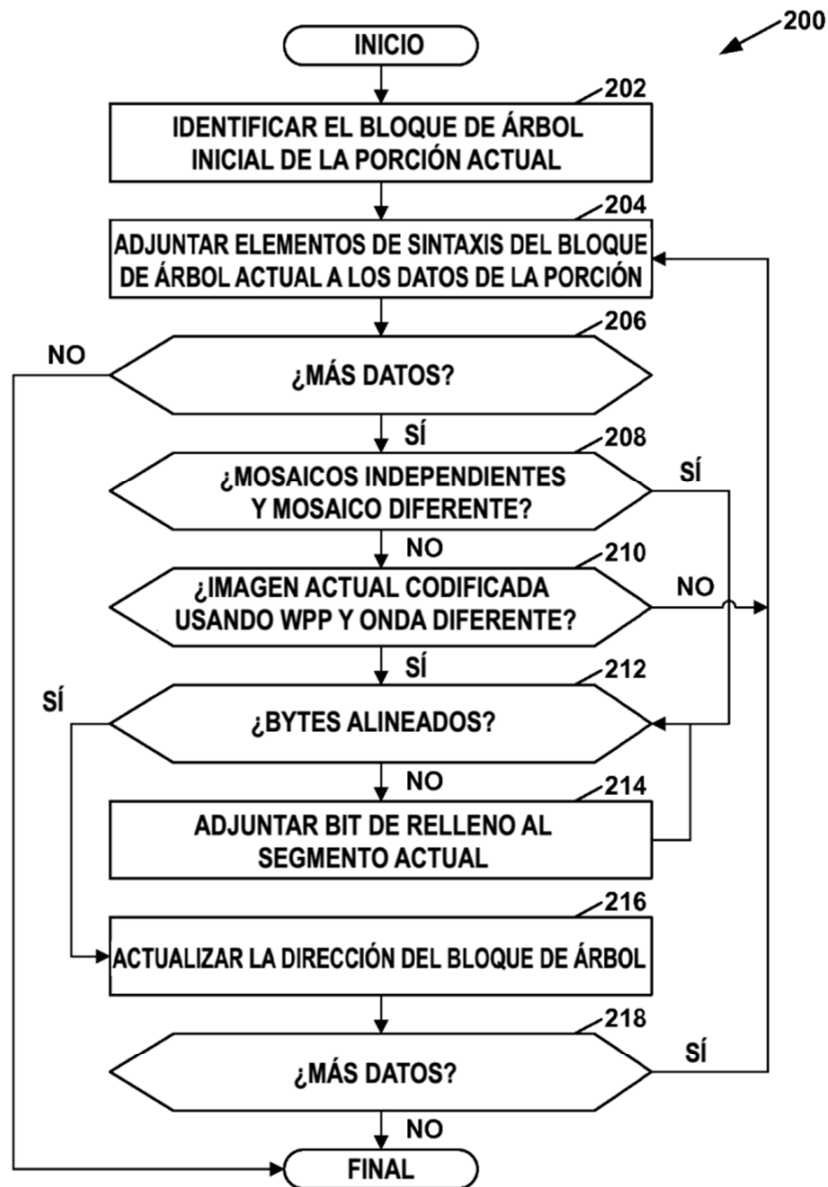 200
INICIO
202
IDENTIFICAR EL BLOQUE DE ÁRBOL
INICIAL DE LA PORCIÓN ACTUAL
204
ADJUNTAR ELEMENTOS DE SINTAXIS DEL BLOQUE
DE ÁRBOL ACTUAL A LOS DATOS DE LA PORCIÓN
206
NO
¿MÁS DATOS?
SÍ
208
¿MOSAICOS INDEPENDIENTES
Y MOSAICO DIFERENTE?
SÍ
NO
210
¿IMAGEN ACTUAL CODIFICADA
USANDO WPP Y ONDA DIFERENTE?
NO
SÍ
212
SÍ
¿BYTES ALINEADOS?
NO
214
ADJUNTAR BIT DE RELLENO AL
SEGMENTO ACTUAL
216
ACTUALIZAR LA DIRECCIÓN DEL BLOQUE DE ÁRBOL
218
¿MÁS DATOS?
SÍ
NO
FINAL